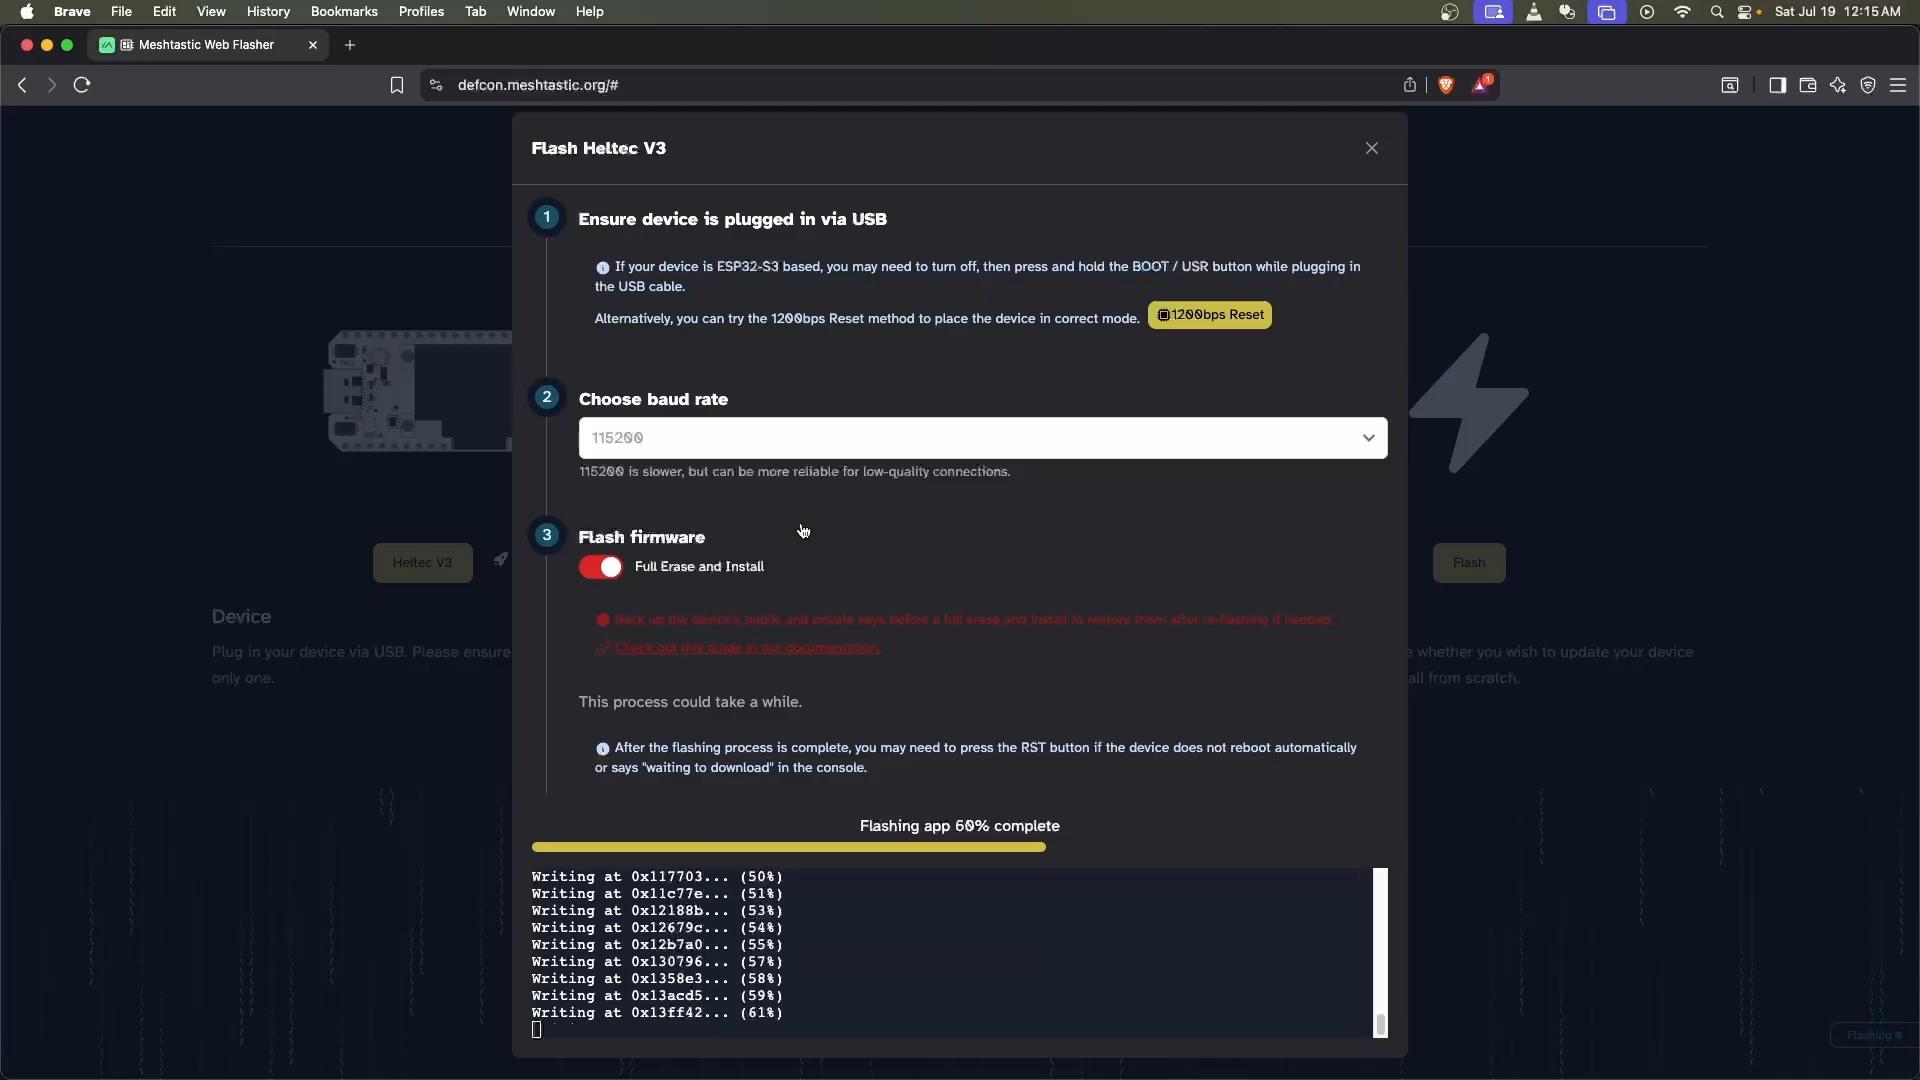 Brave File Edit View History Bookmarks Profiles Tab Window Help
Sat Jul 19 12:15 AM
Meshtastic Web Flasher
defcon.meshtastic.org/#
1
Flash Heltec V3
1
Ensure device is plugged in via USB
If your device is ESP32-S3 based, you may need to turn off, then press and hold the BOOT / USR button while plugging in
the USB cable.
Alternatively, you can try the 1200bps Reset method to place the device in correct mode.
1200bps Reset
2
Choose baud rate
115200
115200 is slower, but can be more reliable for low-quality connections.
3
Flash firmware
Full Erase and Install
Heltec V3
Flash
Device
Back up the device's public and private keys before a full erase and install to restore them after re-flashing if needed.
Check out this guide in our documentation.
Plug in your device via USB. Please ensure
only one.
e whether you wish to update your device
all from scratch.
This process could take a while.
After the flashing process is complete, you may need to press the RST button if the device does not reboot automatically
or says "waiting to download" in the console.
Flashing app 60% complete
Writing at 0x117703... (50%)
Writing at 0x11c77e... (51%)
Writing at 0x12188b... (53%)
Writing at 0x12679c... (54%)
Writing at 0x12b7a0... (55%)
Writing at 0x130796... (57%)
Writing at 0x1358e3... (58%)
Writing at 0x13acd5... (59%)
Writing at 0x13ff42... (61%)
Flashing